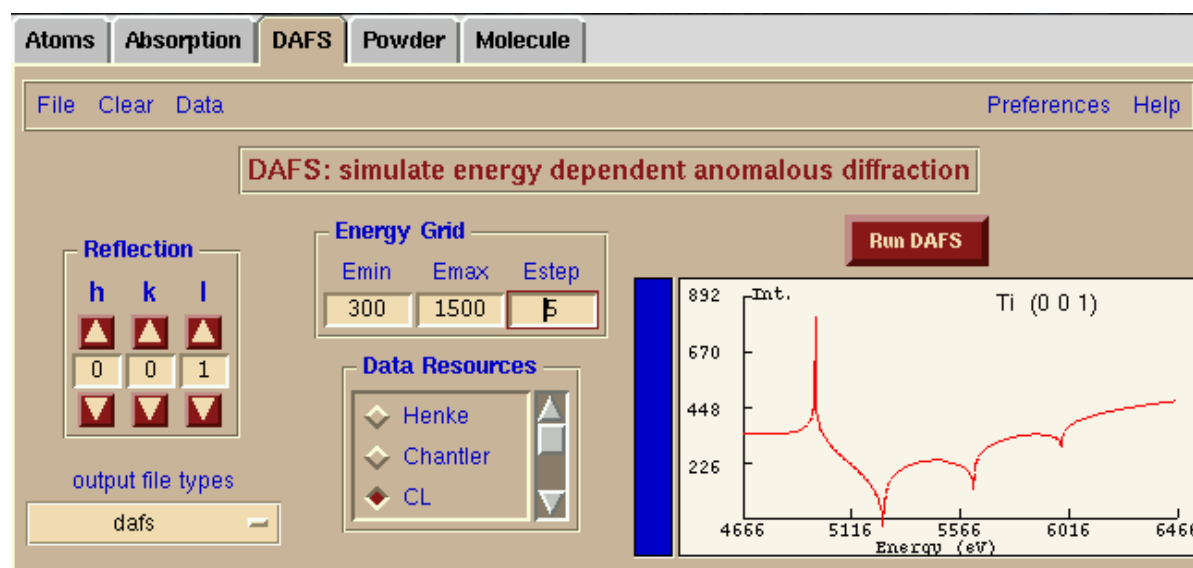 Atoms Absorption DAFS Powder Molecule
File Clear Data Preferences Help
DAFS: simulate energy dependent anomalous diffraction
Reflection
h k l
0 0 1
output file types
dafs
Energy Grid
Emin Emax Estep
300 1500 5
Data Resources
Henke
Chantler
CL
Run DAFS
892 Int. Ti (0 0 1)
670
448
226
4666 5116 5566 6016 6466
Energy (eV)